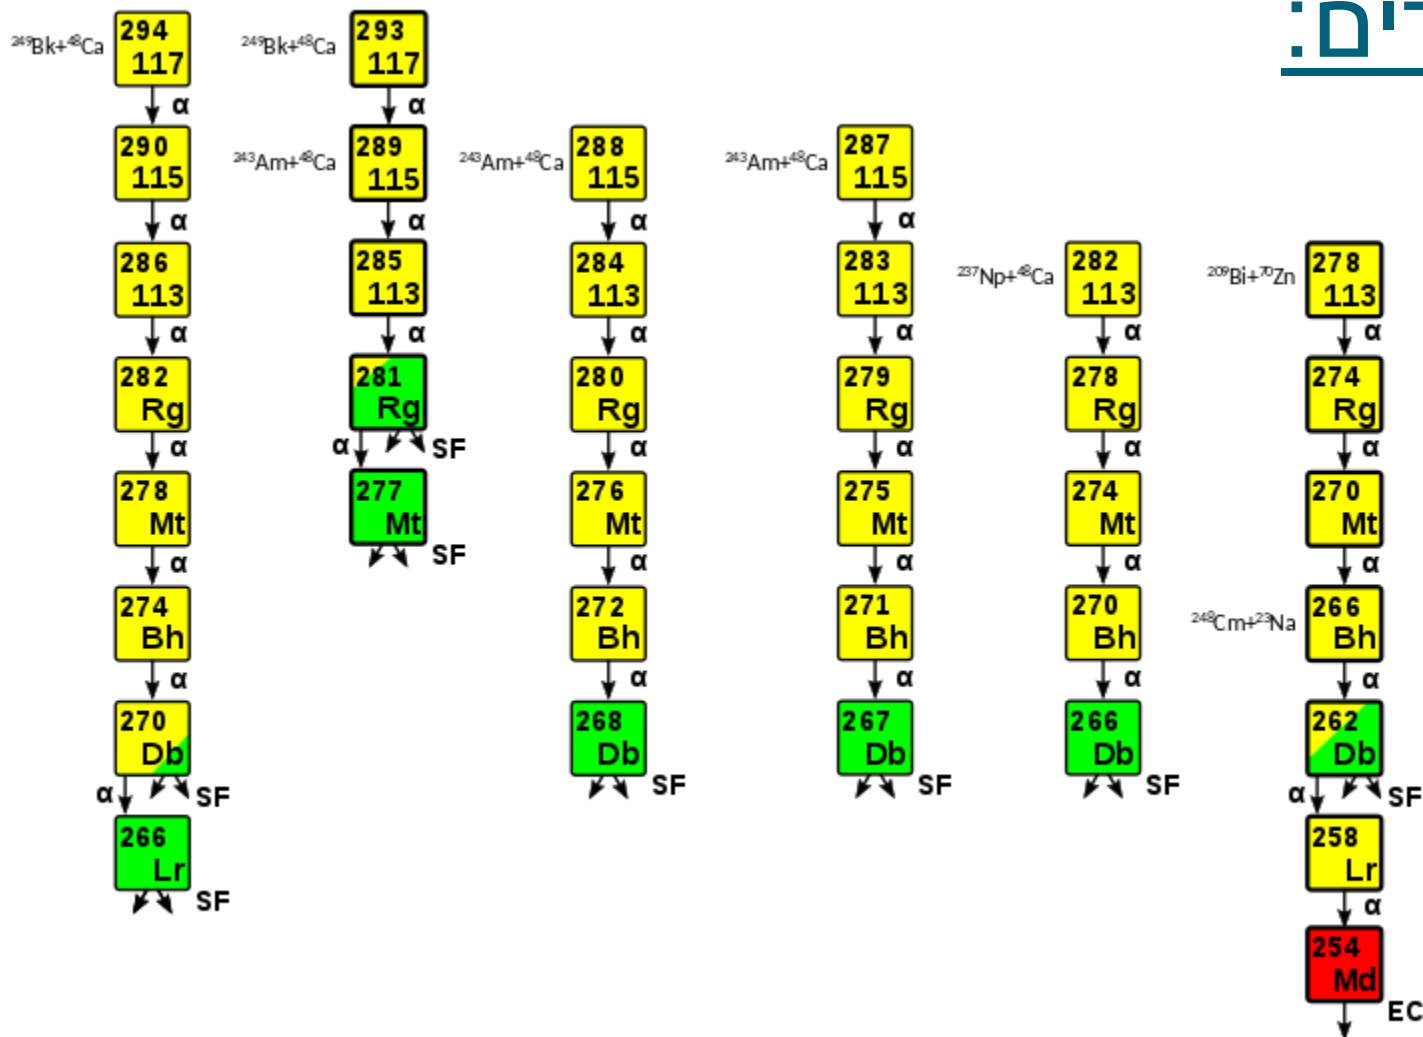 ים:
²⁴⁹Bk+⁴⁸Ca 294 117 ²⁴⁹Bk+⁴⁸Ca 293 117
α α
290 115 ²⁴³Am+⁴⁸Ca 289 115 ²⁴³Am+⁴⁸Ca 288 115 ²⁴³Am+⁴⁸Ca 287 115
α α α α
286 113 285 113 284 113 283 113 ²³⁷Np+⁴⁸Ca 282 113 ²⁰⁹Bi+⁷⁰Zn 278 113
α α α α α α
282 Rg 281 Rg 280 Rg 279 Rg 278 Rg 274 Rg
α α SF α α α α
278 Mt 277 Mt 276 Mt 275 Mt 274 Mt 270 Mt
α SF α α α α
274 Bh 272 Bh 271 Bh 270 Bh ²⁴⁸Cm+²³Na 266 Bh
α α α α α
270 Db 268 Db 267 Db 266 Db 262 Db
α SF SF SF SF α SF
266 Lr 258 Lr
SF α
254 Md
EC